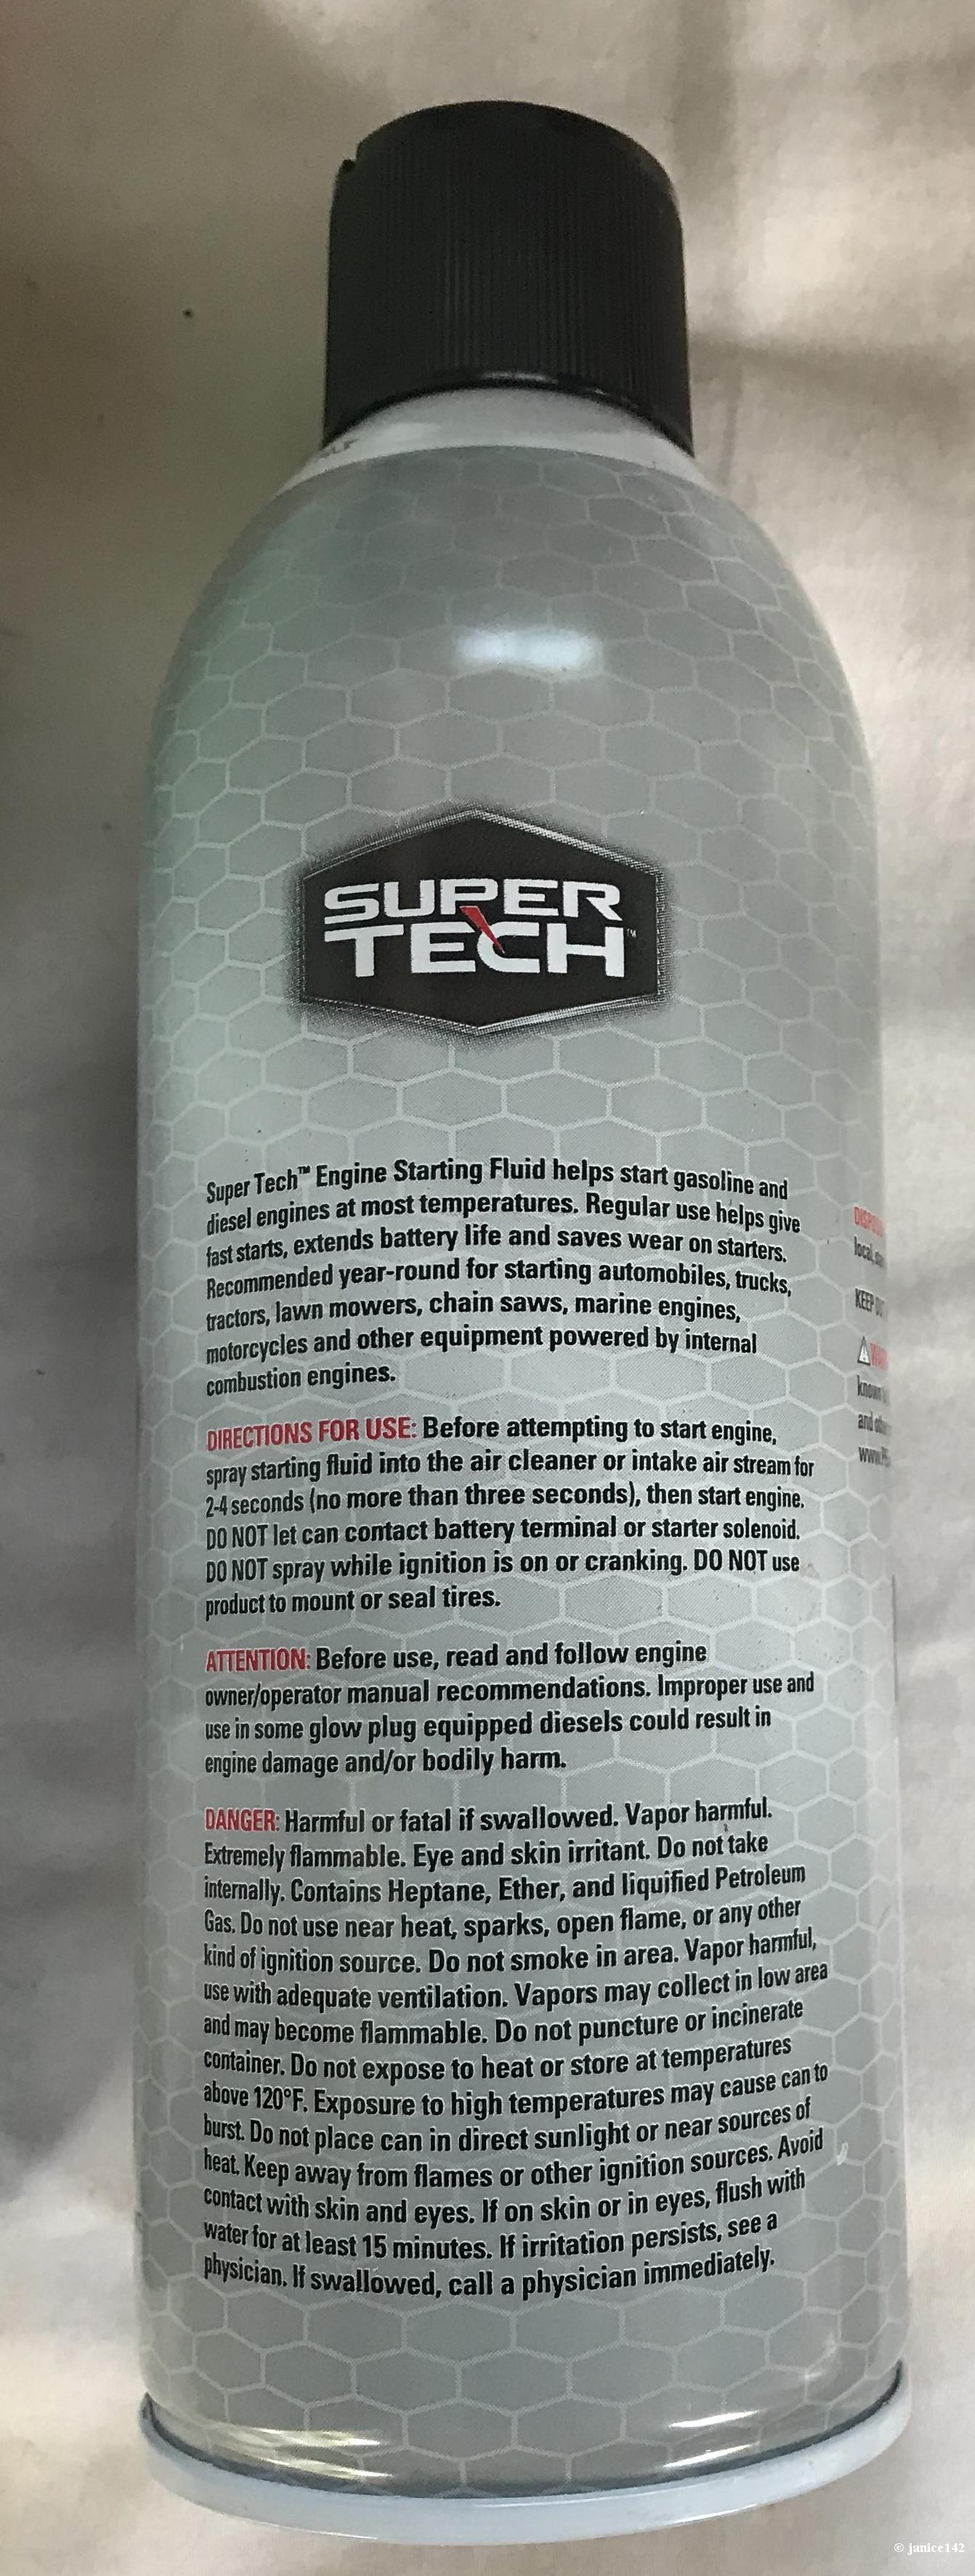 SUPER
TECH™
Super Tech™ Engine Starting Fluid helps start gasoline and
diesel engines at most temperatures. Regular use helps give
fast starts, extends battery life and saves wear on starters.
Recommended year-round for starting automobiles, trucks,
tractors, lawn mowers, chain saws, marine engines,
motorcycles and other equipment powered by internal
combustion engines.
DIRECTIONS FOR USE: Before attempting to start engine,
spray starting fluid into the air cleaner or intake air stream for
2-4 seconds (no more than three seconds), then start engine.
DO NOT let can contact battery terminal or starter solenoid.
DO NOT spray while ignition is on or cranking. DO NOT use
product to mount or seal tires.
ATTENTION: Before use, read and follow engine
owner/operator manual recommendations. Improper use and
use in some glow plug equipped diesels could result in
engine damage and/or bodily harm.
DANGER: Harmful or fatal if swallowed. Vapor harmful.
Extremely flammable. Eye and skin irritant. Do not take
internally. Contains Heptane, Ether, and liquified Petroleum
Gas. Do not use near heat, sparks, open flame, or any other
kind of ignition source. Do not smoke in area. Vapor harmful,
use with adequate ventilation. Vapors may collect in low area
and may become flammable. Do not puncture or incinerate
container. Do not expose to heat or store at temperatures
above 120°F. Exposure to high temperatures may cause can to
burst. Do not place can in direct sunlight or near sources of
heat. Keep away from flames or other ignition sources. Avoid
contact with skin and eyes. If on skin or in eyes, flush with
water for at least 15 minutes. If irritation persists, see a
physician. If swallowed, call a physician immediately.
local,
KEEP
known
and
© janice142